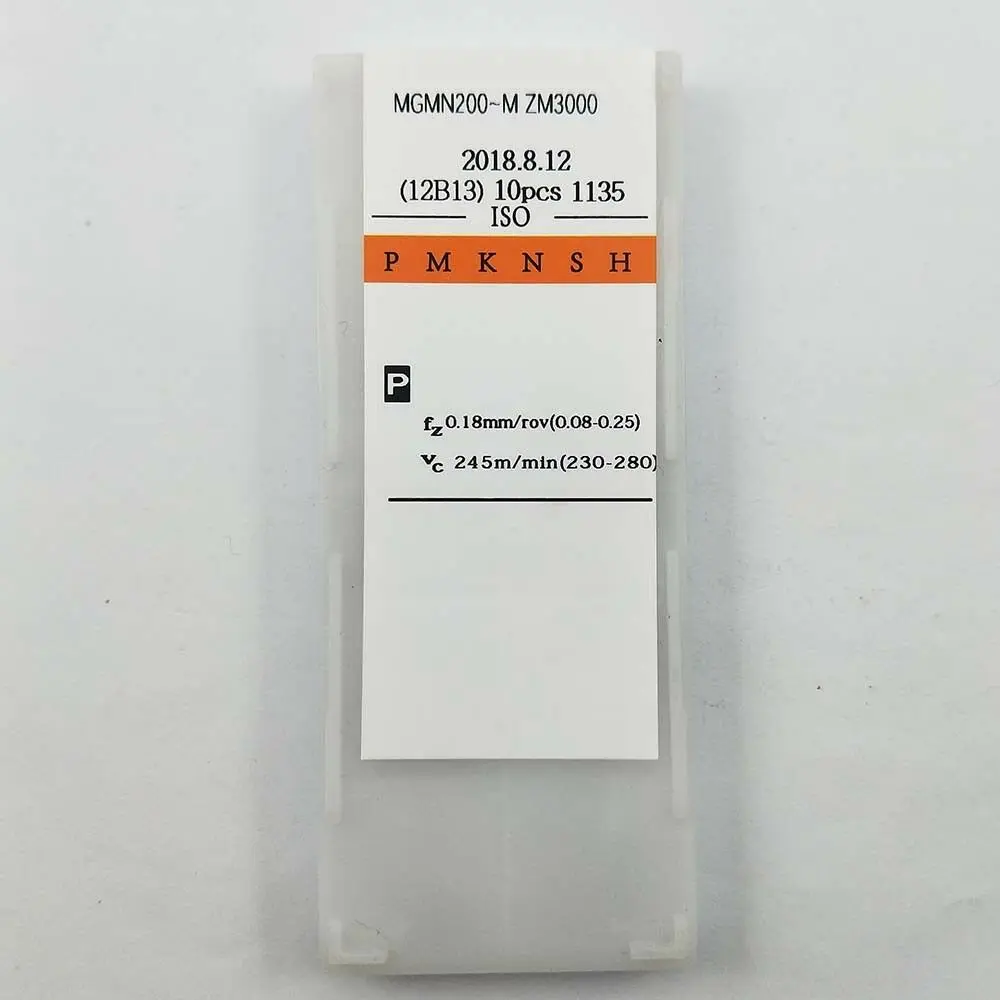 MGMN200~M ZM3000
2018.8.12
(12B13) 10pcs 1135
ISO
P M K N S H
P
fz 0.18mm/rov(0.08-0.25)
vc 245m/min(230-280)